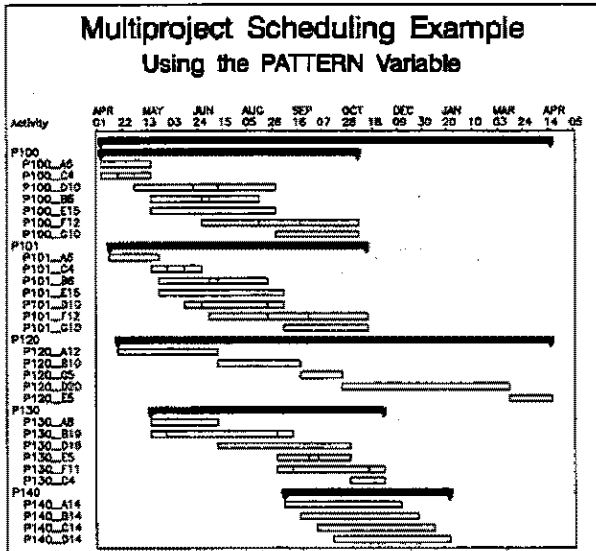 Multiproject Scheduling Example
Using the PATTERN Variable
APR MAY JUN AUG SEP OCT DEC JAN MAR APR
Activity 01 22 13 03 24 15 05 26 16 07 28 18 09 30 20 10 03 14 05
P100
P100_A5
P100_C4
P100_D10
P100_B6
P100_E15
P100_F12
P100_G10
P101
P101_A5
P101_C4
P101_B6
P101_E15
P101_D10
P101_F12
P101_G10
P120
P120_A12
P120_B10
P120_C5
P120_D20
P120_E5
P130
P130_A8
P130_B19
P130_D16
P130_E5
P130_F11
P130_C4
P140
P140_A14
P140_B14
P140_C14
P140_D14